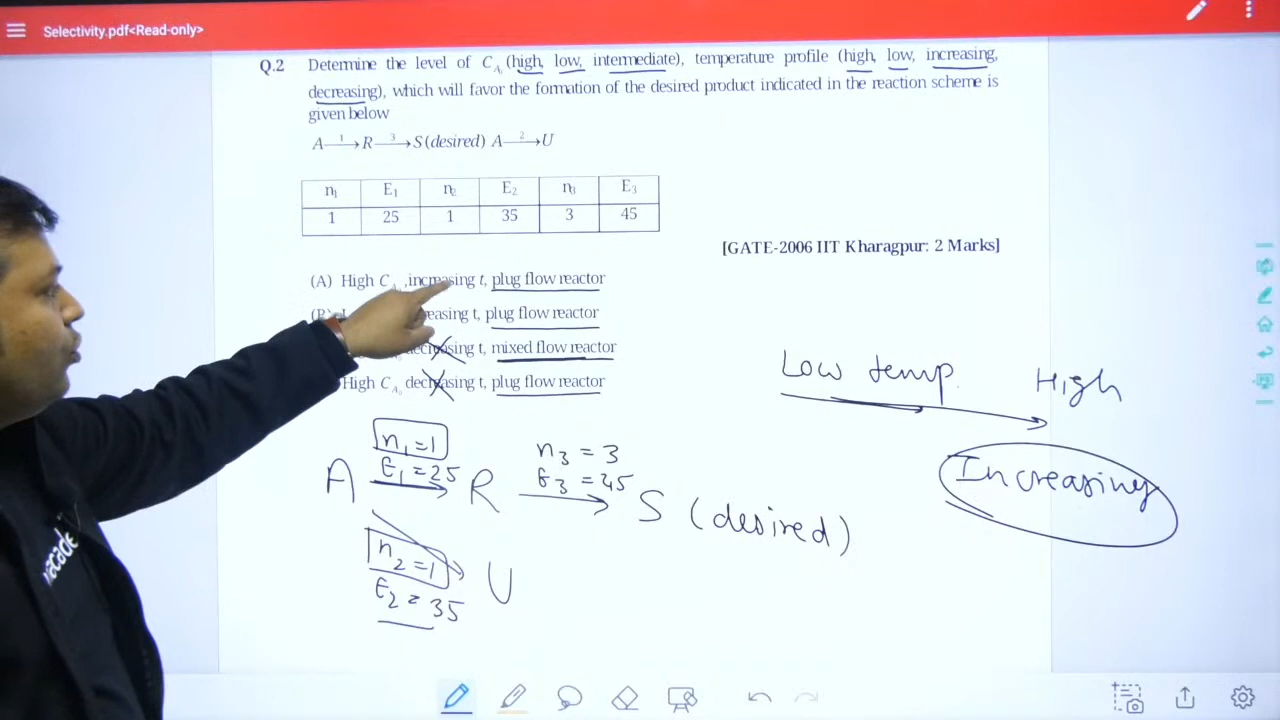 Selectivity.pdf<Read-only>
Q.2 Determine the level of C_A₀ (high, low, intermediate), temperature profile (high, low, increasing,
decreasing), which will favor the formation of the desired product indicated in the reaction scheme is
given below
A —1→ R —3→ S(desired) A —2→ U
n₁ E₁ n₂ E₂ n₃ E₃
1 25 1 35 3 45
[GATE-2006 IIT Kharagpur: 2 Marks]
(A) High C_A₀, increasing t, plug flow reactor
easing t, plug flow reactor
decreasing t, mixed flow reactor
High C_A₀ decreasing t, plug flow reactor
Low temp. High
Increasing
A n₁ = 1 E₁ = 25 R n₃ = 3 E₃ = 45 S (desired)
n₂ = 1
E₂ = 35 U
acade